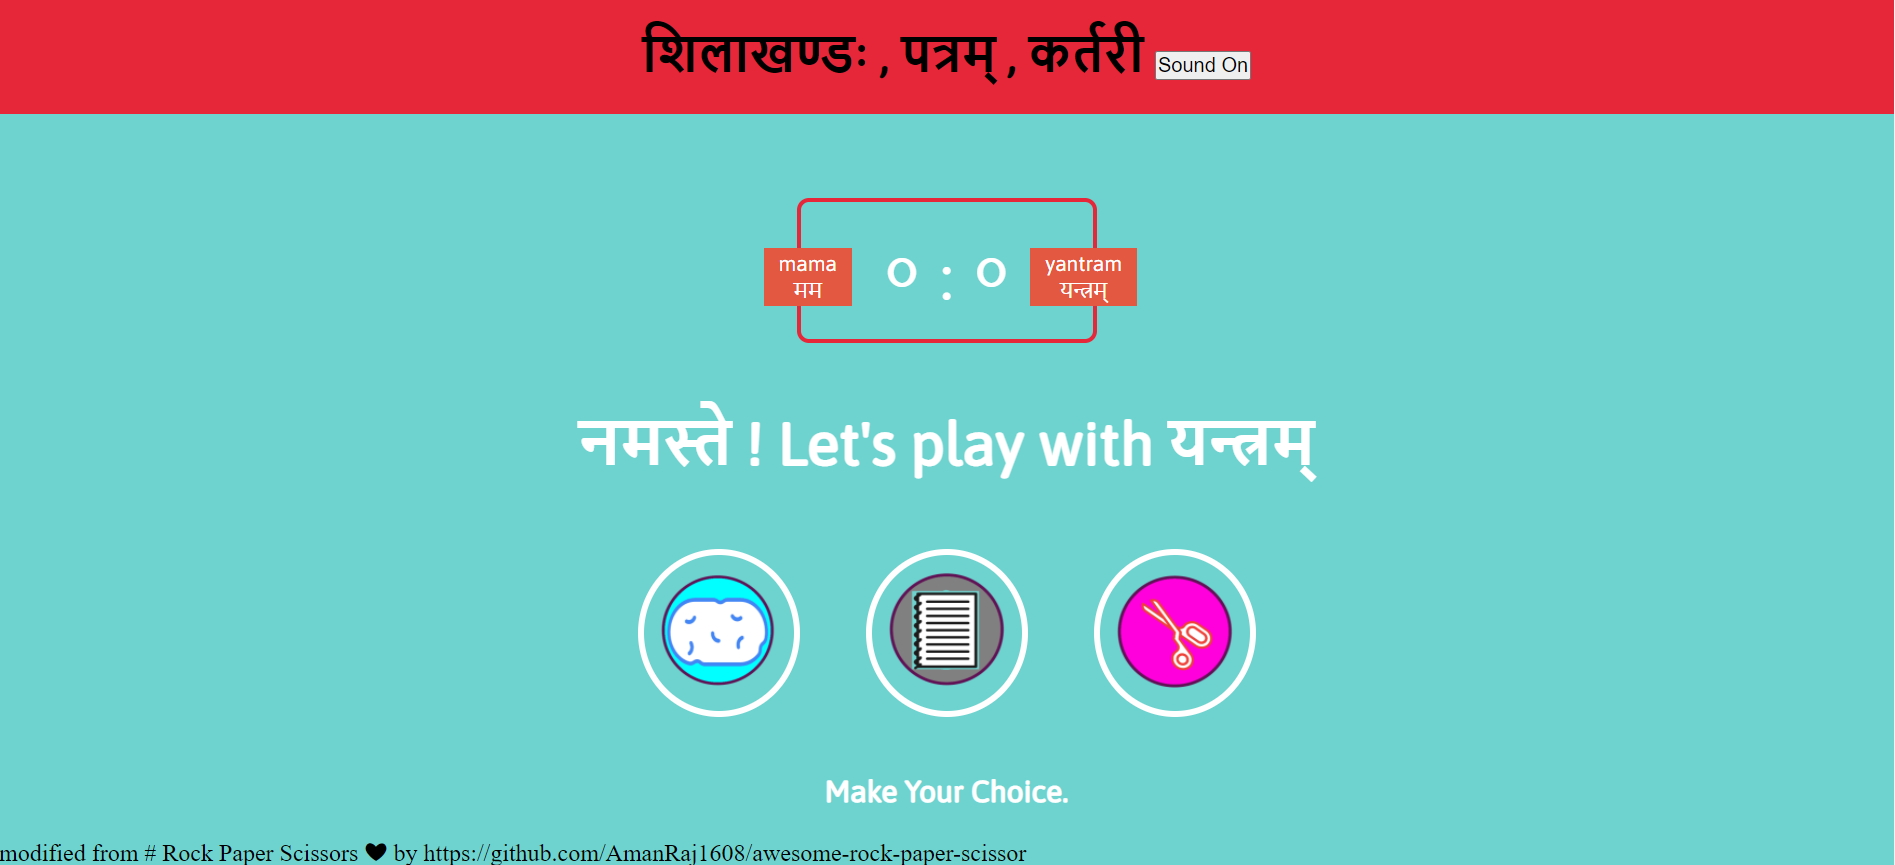 शिलाखण्डः , पत्रम् , कर्तरी Sound On
mama
मम
0 : 0
yantram
यन्त्रम्
नमस्ते ! Let's play with यन्त्रम्
Make Your Choice.
modified from # Rock Paper Scissors ♥ by https://github.com/AmanRaj1608/awesome-rock-paper-scissor